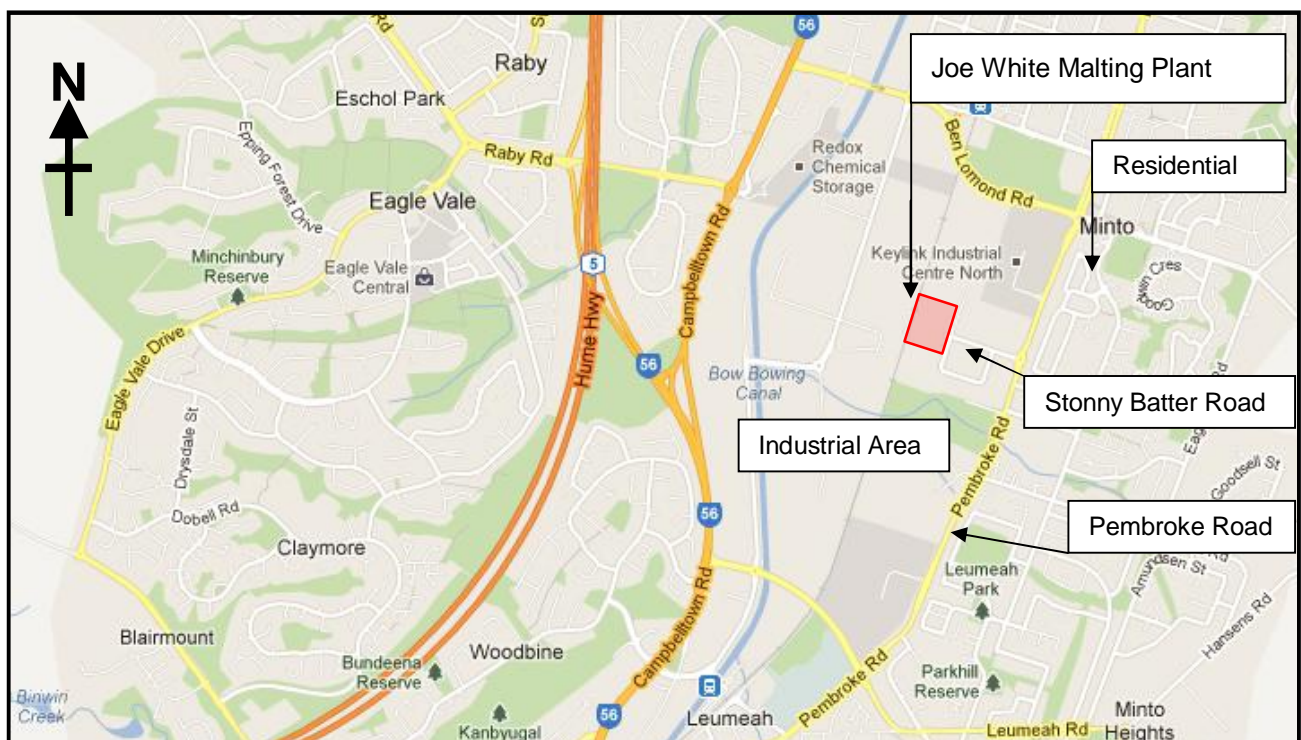 56
Joe White Malting Plant
N
Raby
Eschol Park
Raby Rd
Epping Forest Drive
Redox
Chemical
Storage
Ben Lomond Rd
Residential
Eagle Vale
Minto
Minchinbury
Reserve
Eagle Vale
Central
5
Keylink Industrial
Centre North
Goodwin Cres
Campbelltown Rd
Hume Hwy
56
Bow Bowing
Canal
Stonny Batter Road
Eagle Vale Drive
Drysdale St
Industrial Area
Pembroke Rd
Goodsell St
Dobell Rd
56
Claymore
Pembroke Road
Rd
Leumeah
Park
Amundsen St
Hansens Rd
Campbelltown Rd
Blairmount
Woodbine
Bundeena
Reserve
Pembroke Rd
Parkhill
Reserve
Binwin
Creek
56
Kanbyugal
Leumeah
Leumeah Rd
Minto
Heights